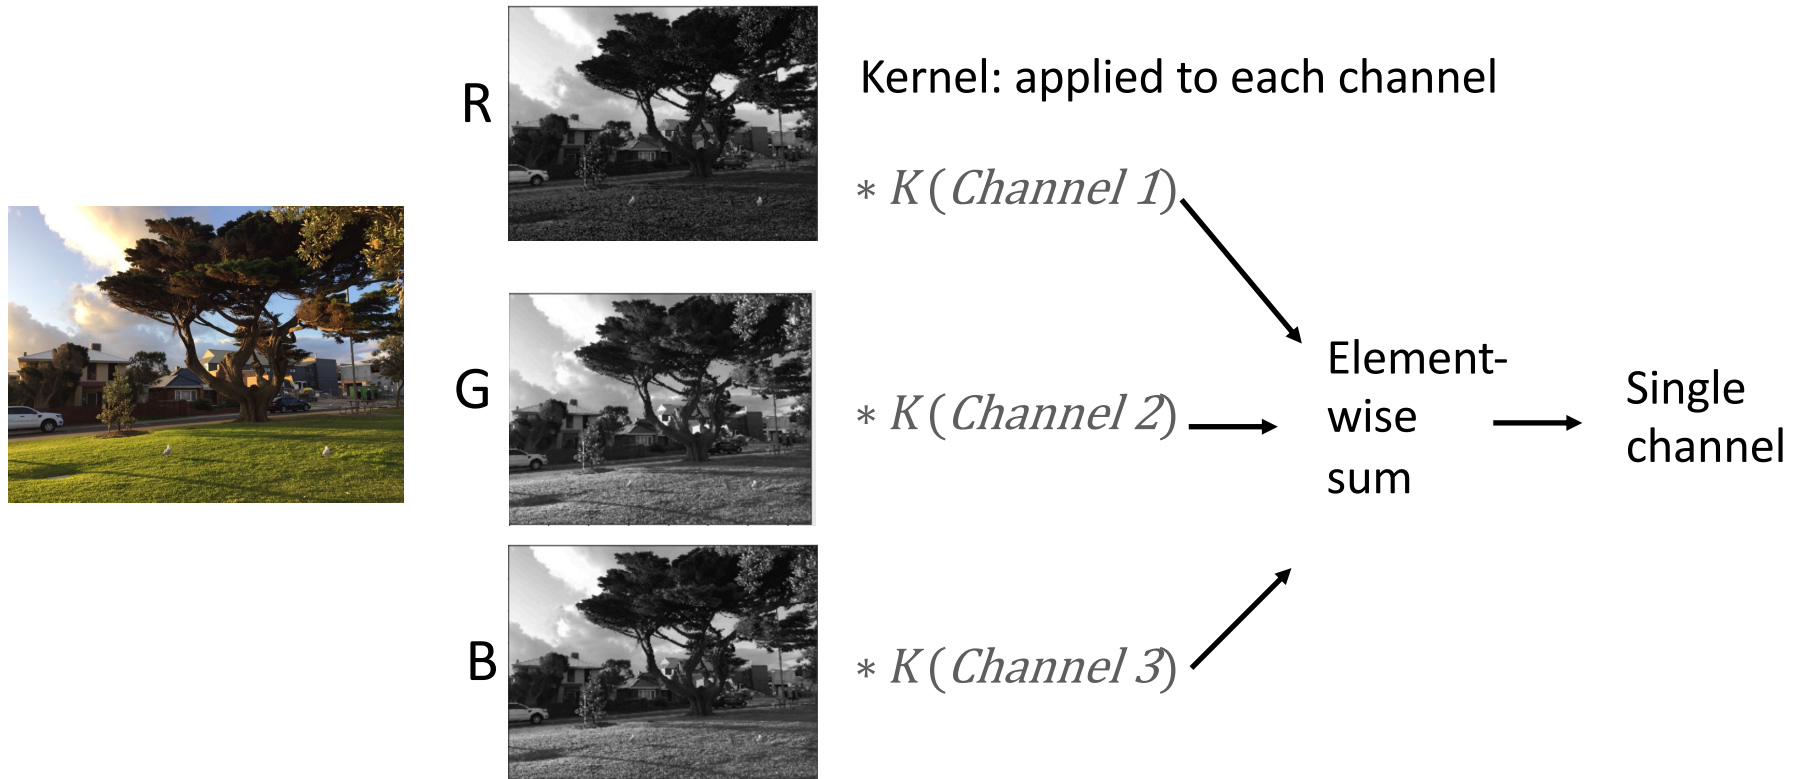 R
Kernel: applied to each channel
* K (Channel 1)
G
* K (Channel 2)
Element-
wise
sum
Single
channel
B
* K (Channel 3)